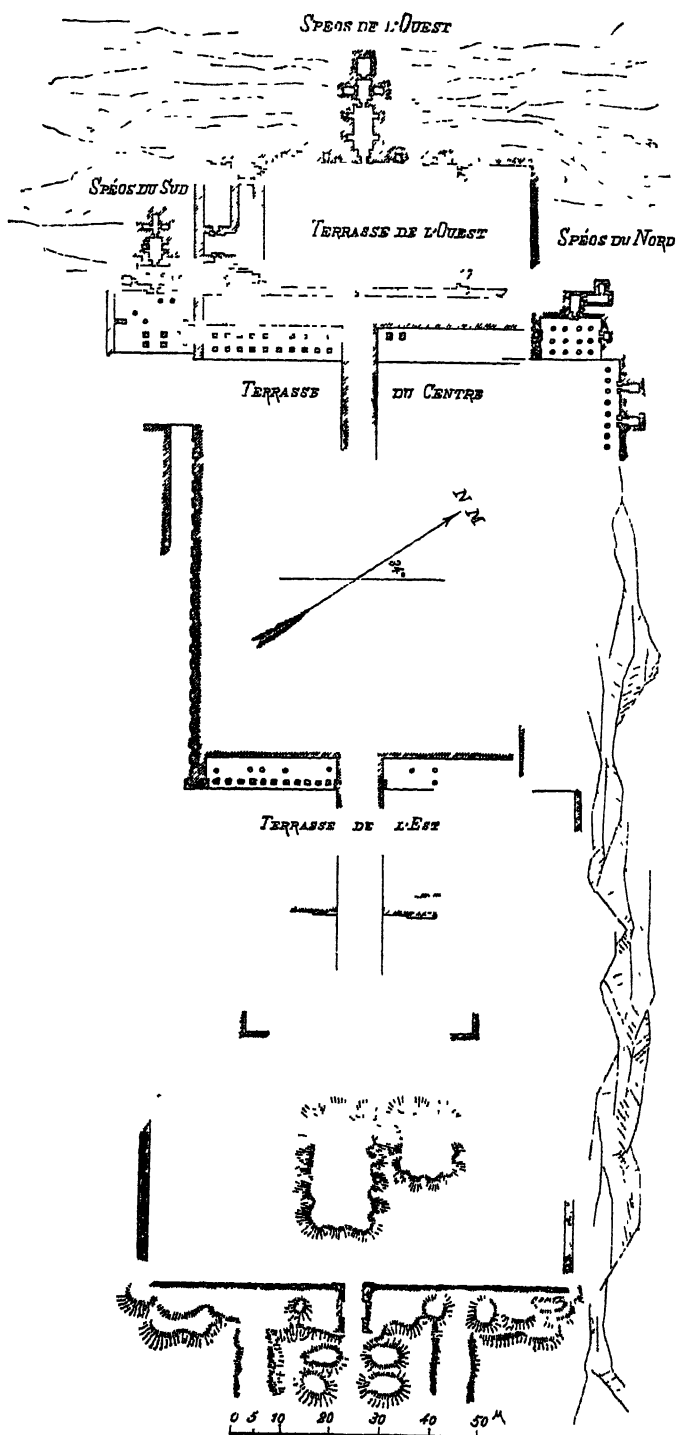 SPEOS DE L'OUEST
SPÉOS DU SUD
TERRASSE DE L'OUEST
SPÉOS DU NORD
TERRASSE DU CENTRE
TERRASSE DE L'EST
0 5 10 20 30 40 50 M